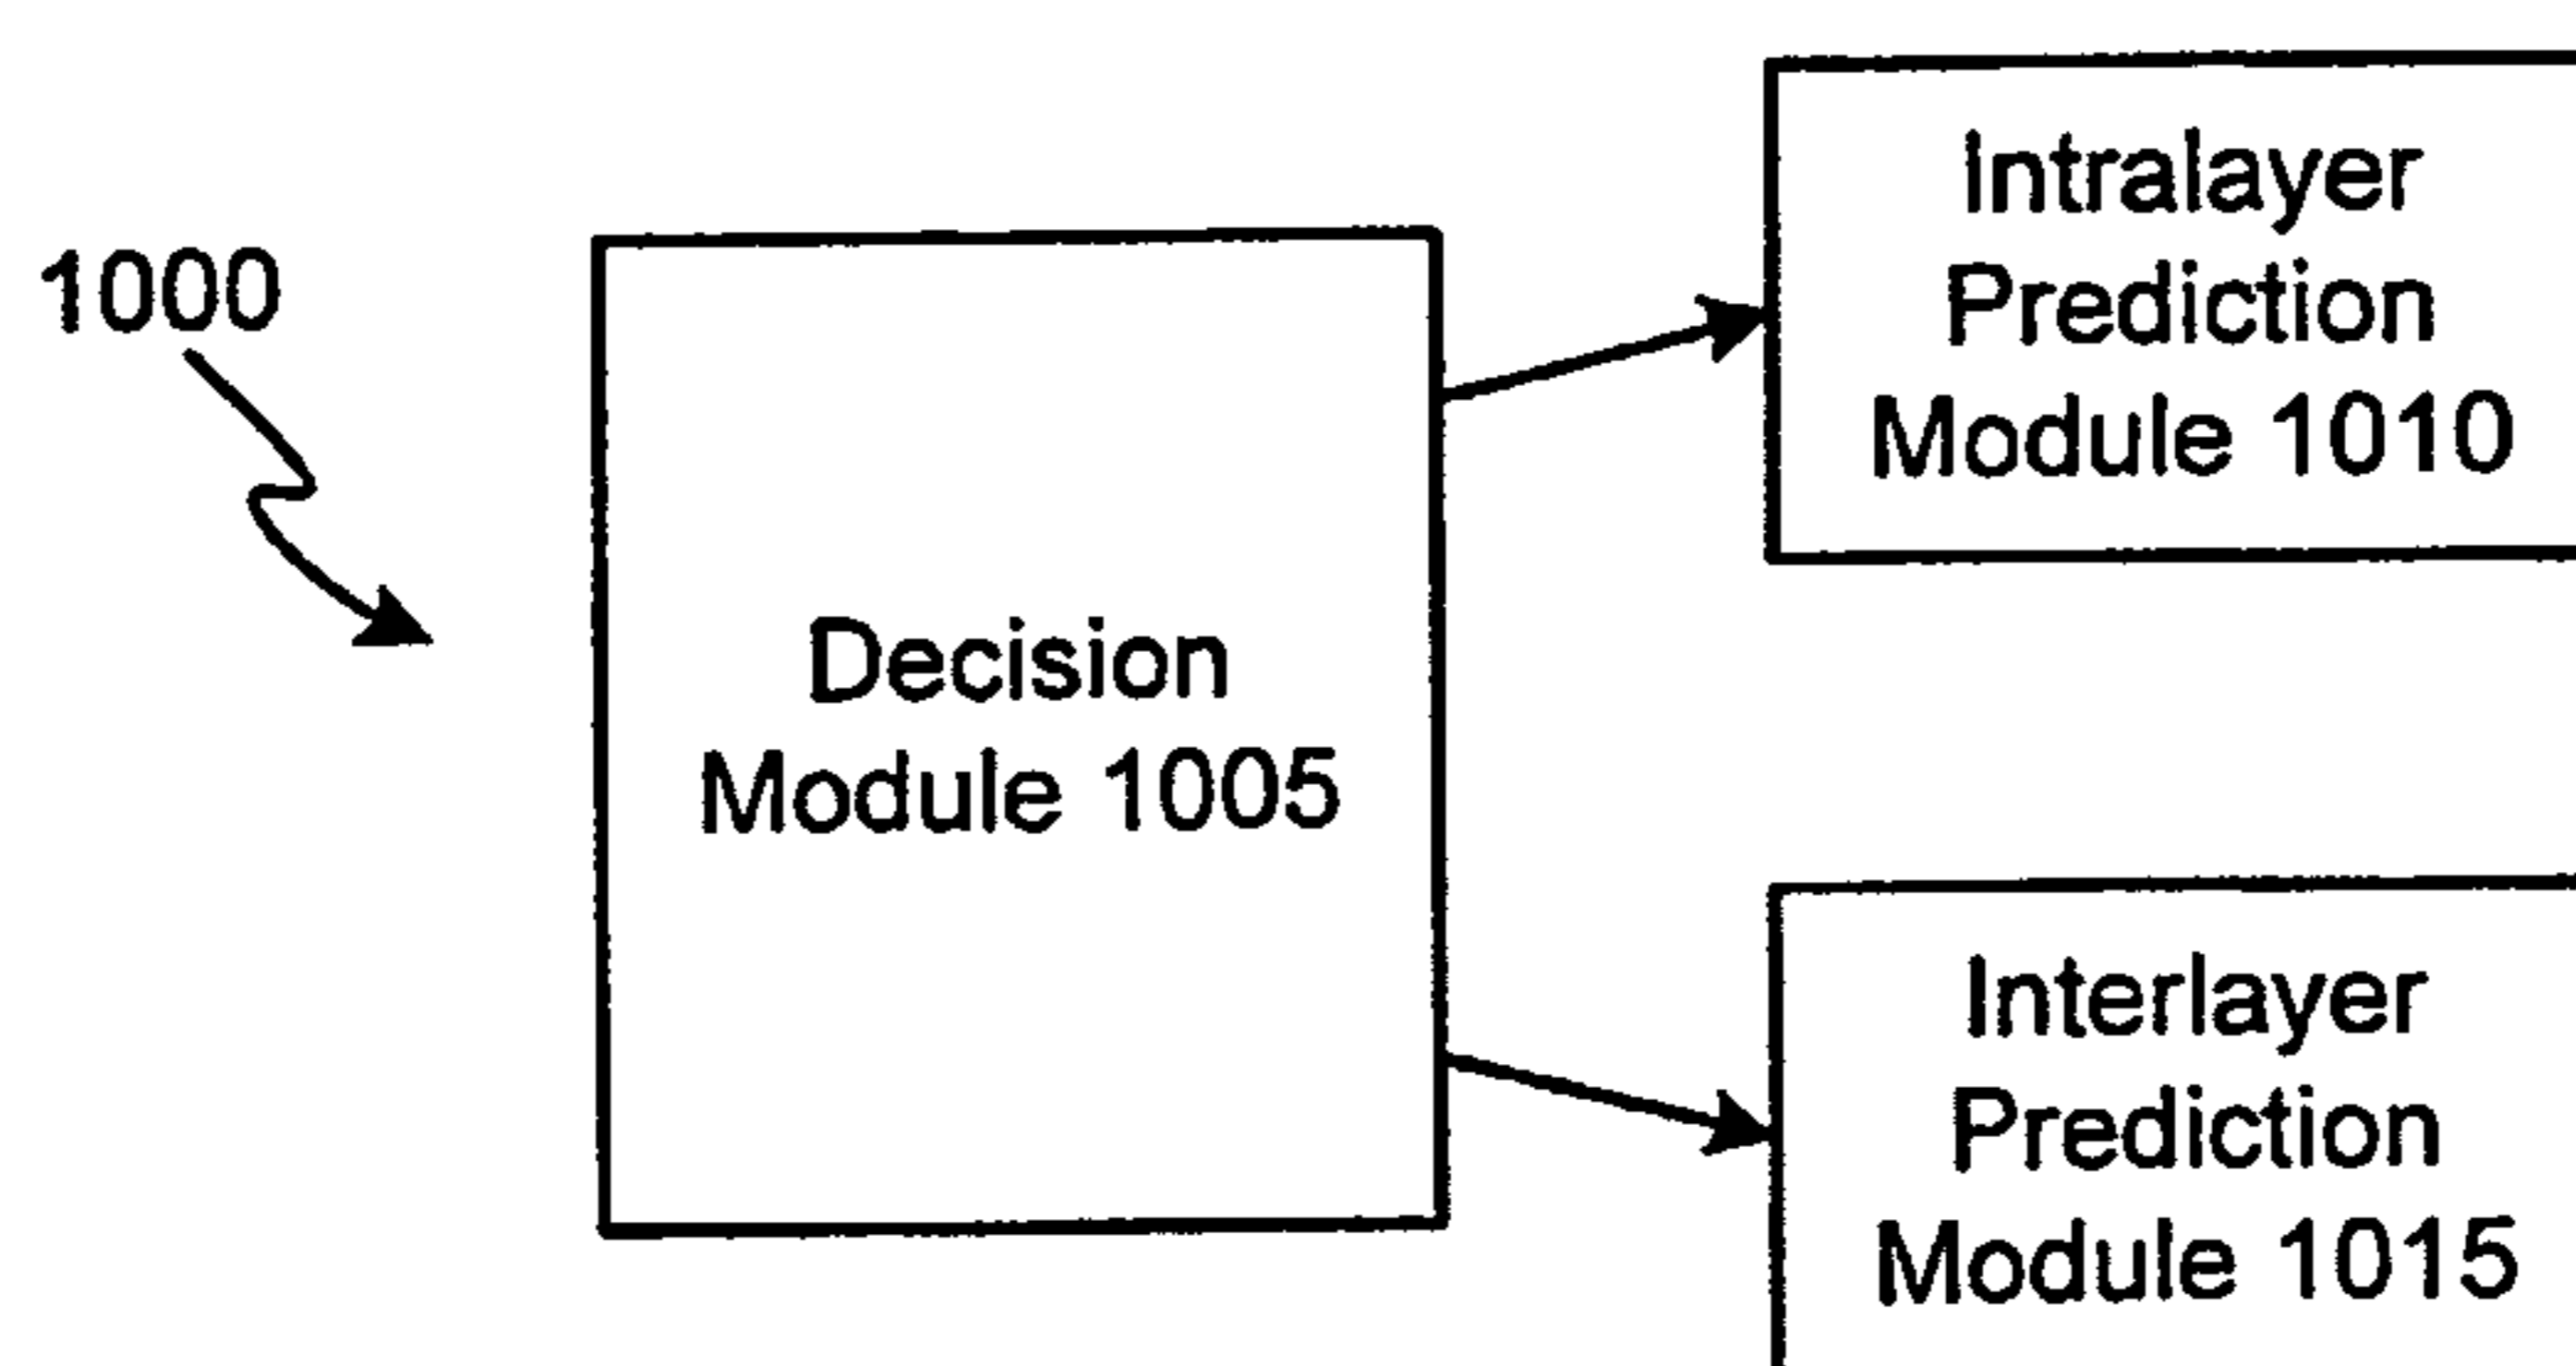 1000
Decision
Module 1005
Intralayer
Prediction
Module 1010
Interlayer
Prediction
Module 1015